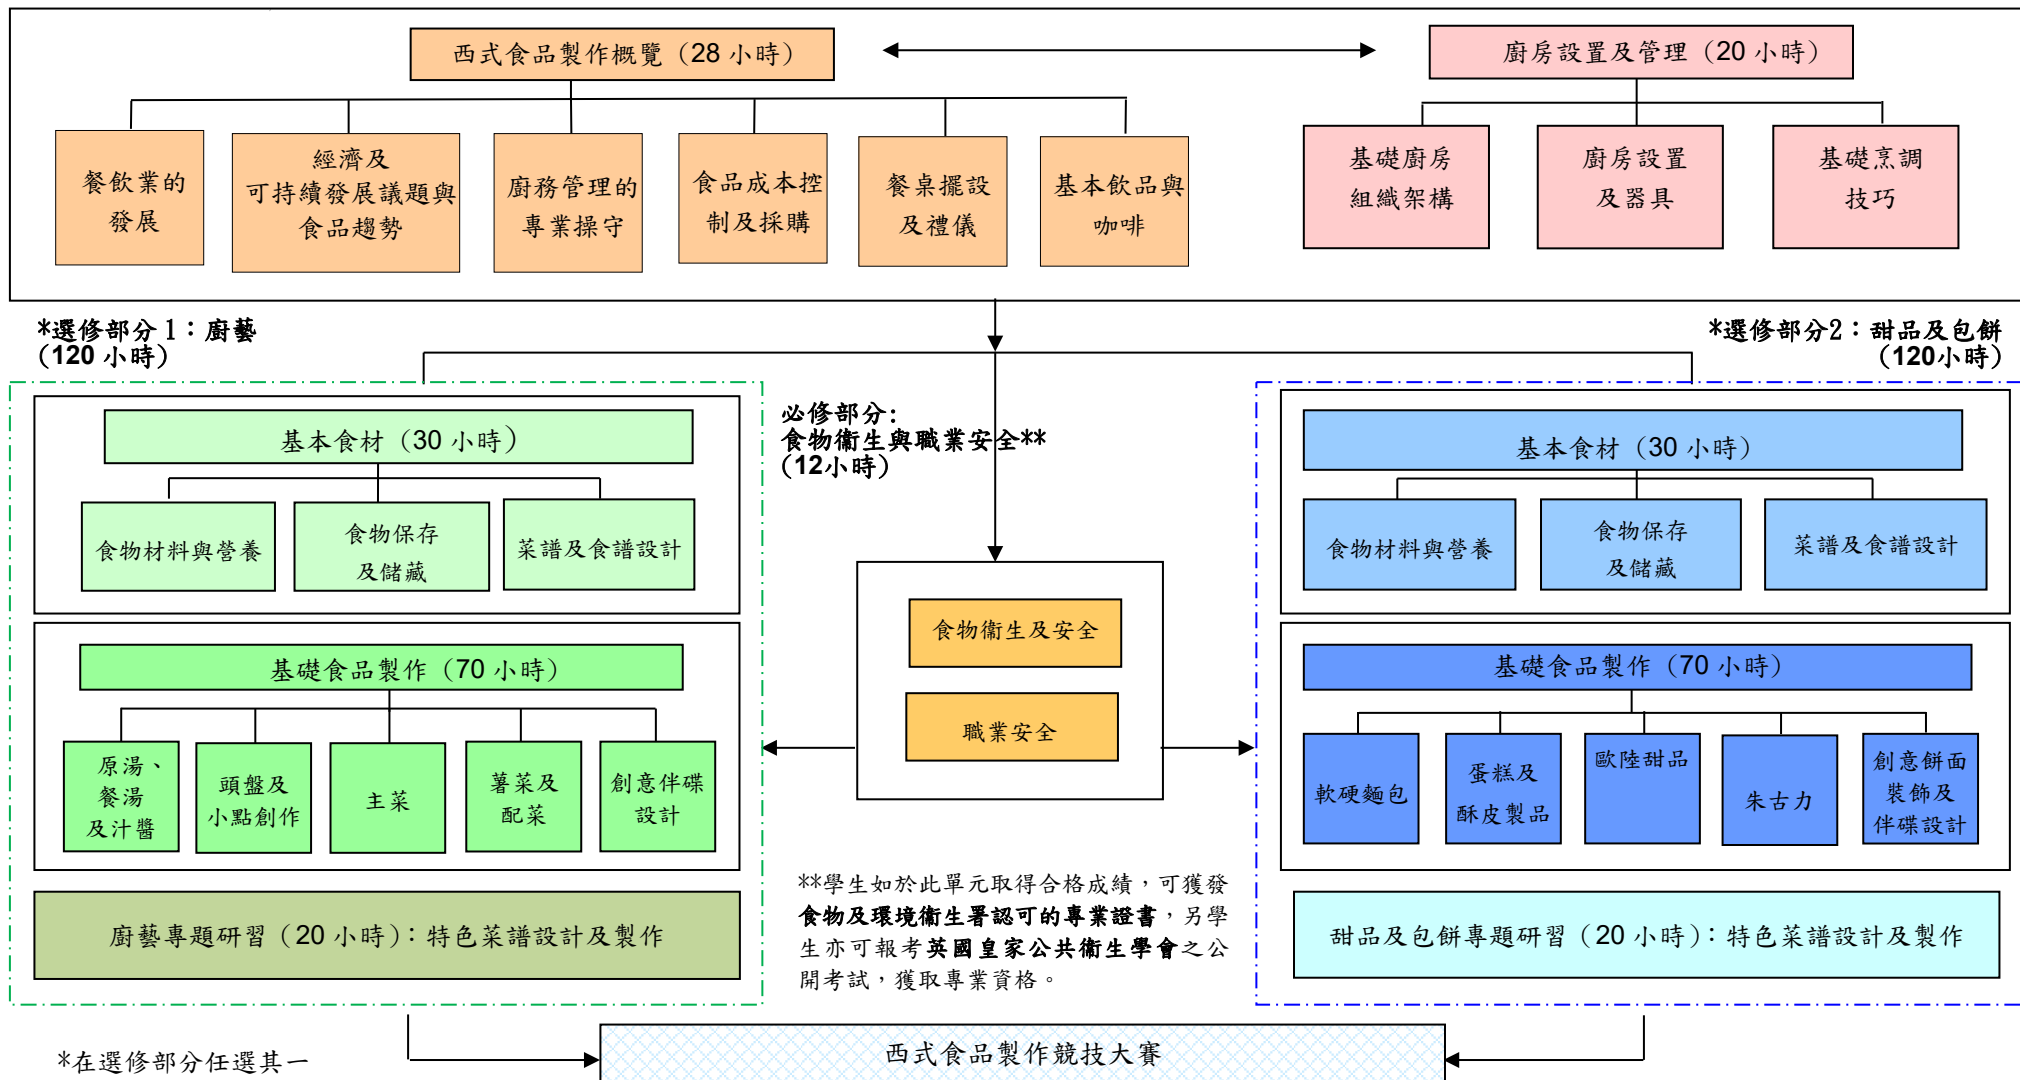 西式食品製作概覽（28 小時）
廚房設置及管理（20 小時）
餐飲業的
發展
經濟及
可持續發展議題與
食品趨勢
廚務管理的
專業操守
食品成本控
制及採購
餐桌擺設
及禮儀
基本飲品與
咖啡
基礎廚房
組織架構
廚房設置
及器具
基礎烹調
技巧
*選修部分 1：廚藝
（120 小時）
*選修部分2：甜品及包餅
（120小時）
必修部分:
食物衞生與職業安全**
（12小時）
基本食材（30 小時）
食物材料與營養
食物保存
及儲藏
菜譜及食譜設計
基礎食品製作（70 小時）
原湯、
餐湯
及汁醬
頭盤及
小點創作
主菜
薯菜及
配菜
創意伴碟
設計
廚藝專題研習（20 小時）：特色菜譜設計及製作
食物衞生及安全
職業安全
**學生如於此單元取得合格成績，可獲發
食物及環境衞生署認可的專業證書，另學
生亦可報考英國皇家公共衞生學會之公
開考試，獲取專業資格。
基本食材（30 小時）
食物材料與營養
食物保存
及儲藏
菜譜及食譜設計
基礎食品製作（70 小時）
軟硬麵包
蛋糕及
酥皮製品
歐陸甜品
朱古力
創意餅面
裝飾及
伴碟設計
甜品及包餅專題研習（20 小時）：特色菜譜設計及製作
*在選修部分任選其一
西式食品製作競技大賽